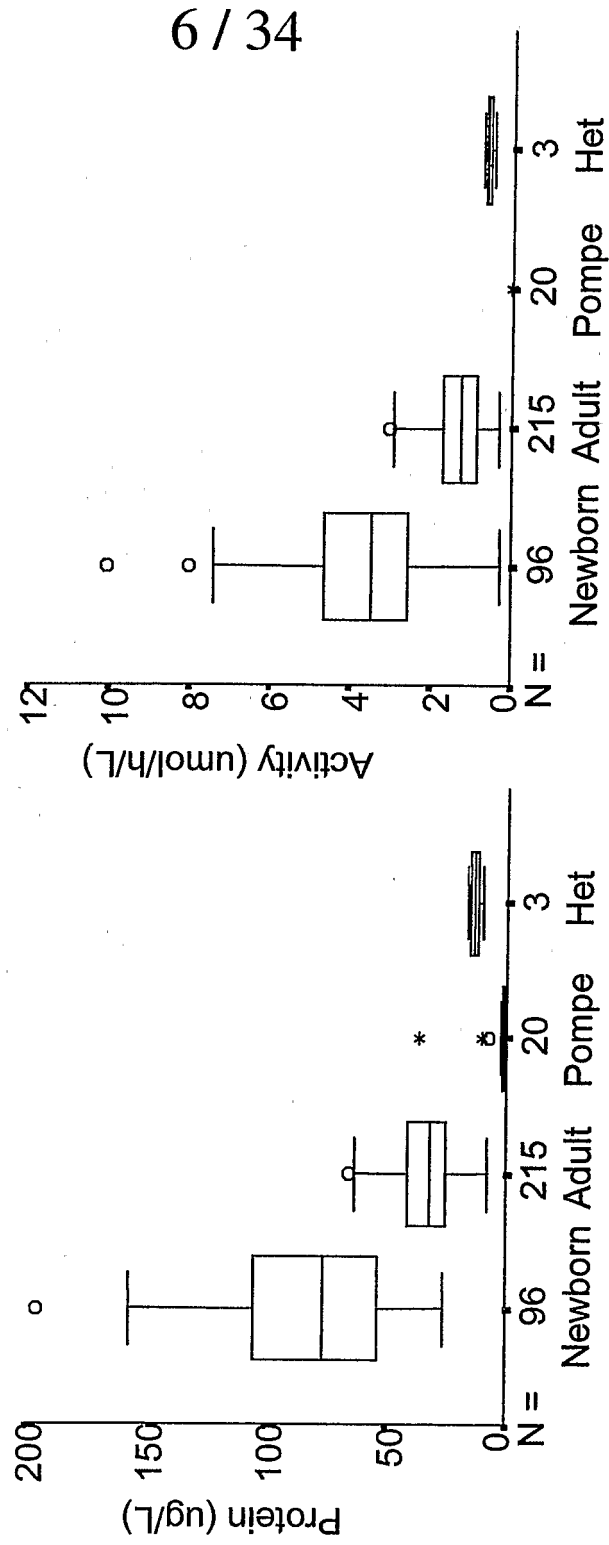 6 / 34
Protein (ug/L)
200
150
100
50
0
N = 96 215 20 3
Newborn Adult Pompe Het
Activity (umol/h/L)
12
10
8
6
4
2
0
N = 96 215 20 3
Newborn Adult Pompe Het